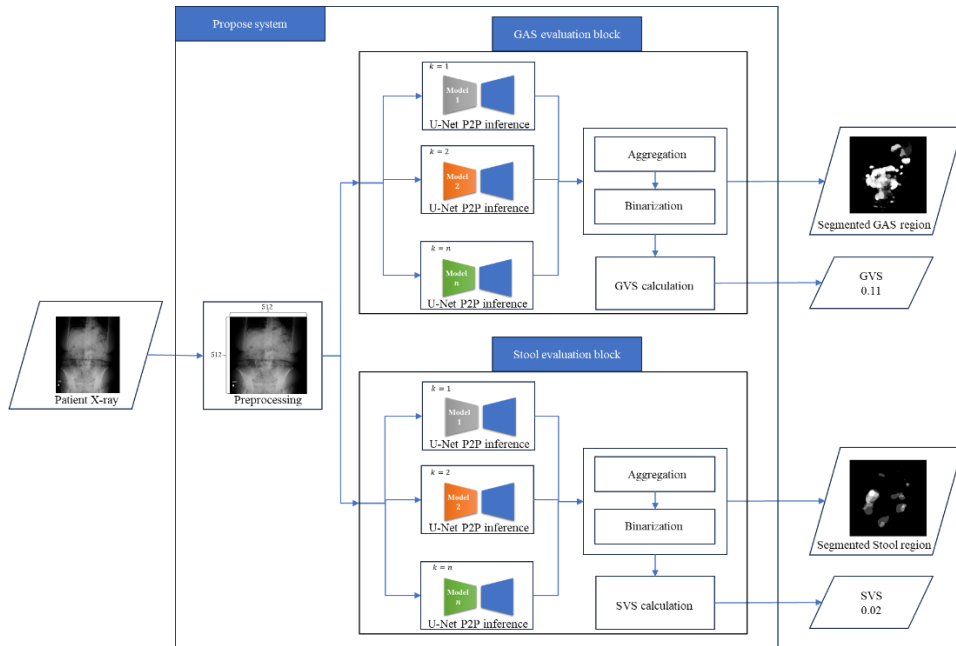 Propose system
GAS evaluation block
k = 1
Model
1
U-Net P2P inference
k = 2
Model
2
U-Net P2P inference
k = n
Model
n
U-Net P2P inference
Aggregation
Binarization
GVS calculation
Segmented GAS region
GVS
0.11
Patient X-ray
512
512
Preprocessing
Stool evaluation block
k = 1
Model
1
U-Net P2P inference
k = 2
Model
2
U-Net P2P inference
k = n
Model
n
U-Net P2P inference
Aggregation
Binarization
SVS calculation
Segmented Stool region
SVS
0.02